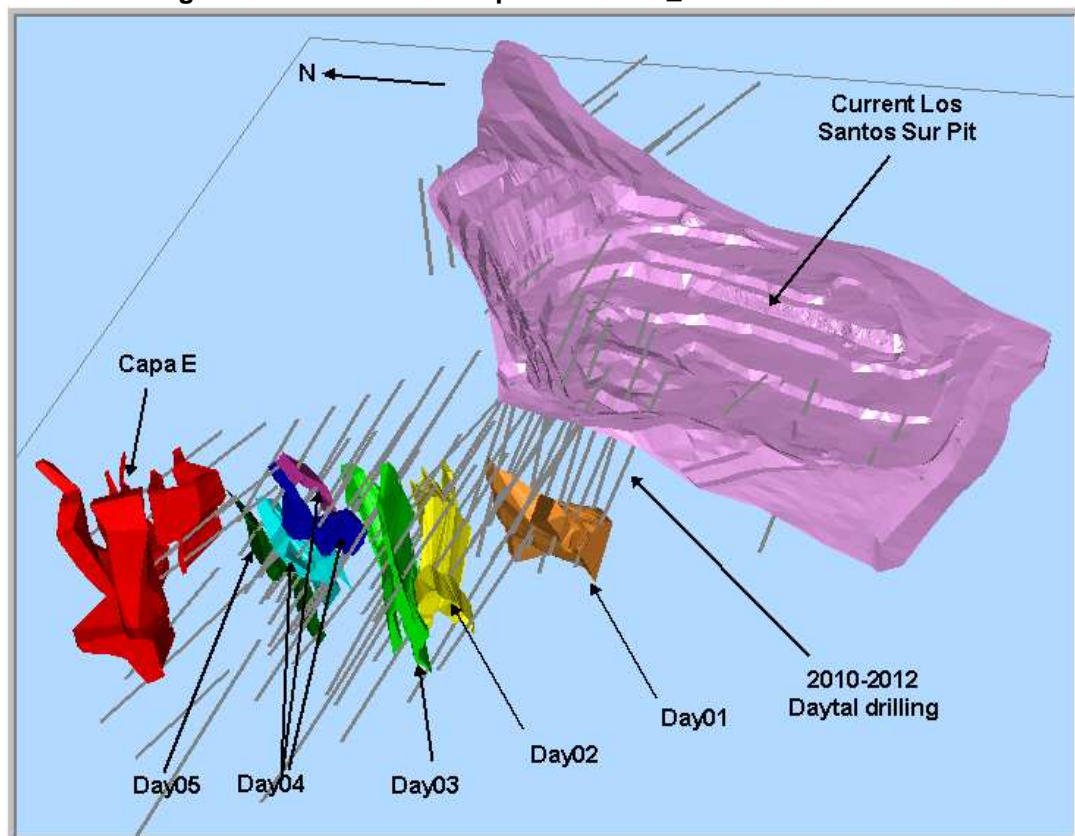 N
Current Los
Santos Sur Pit
Capa E
2010-2012
Daytal drilling
Day01
Day02
Day05
Day04
Day03